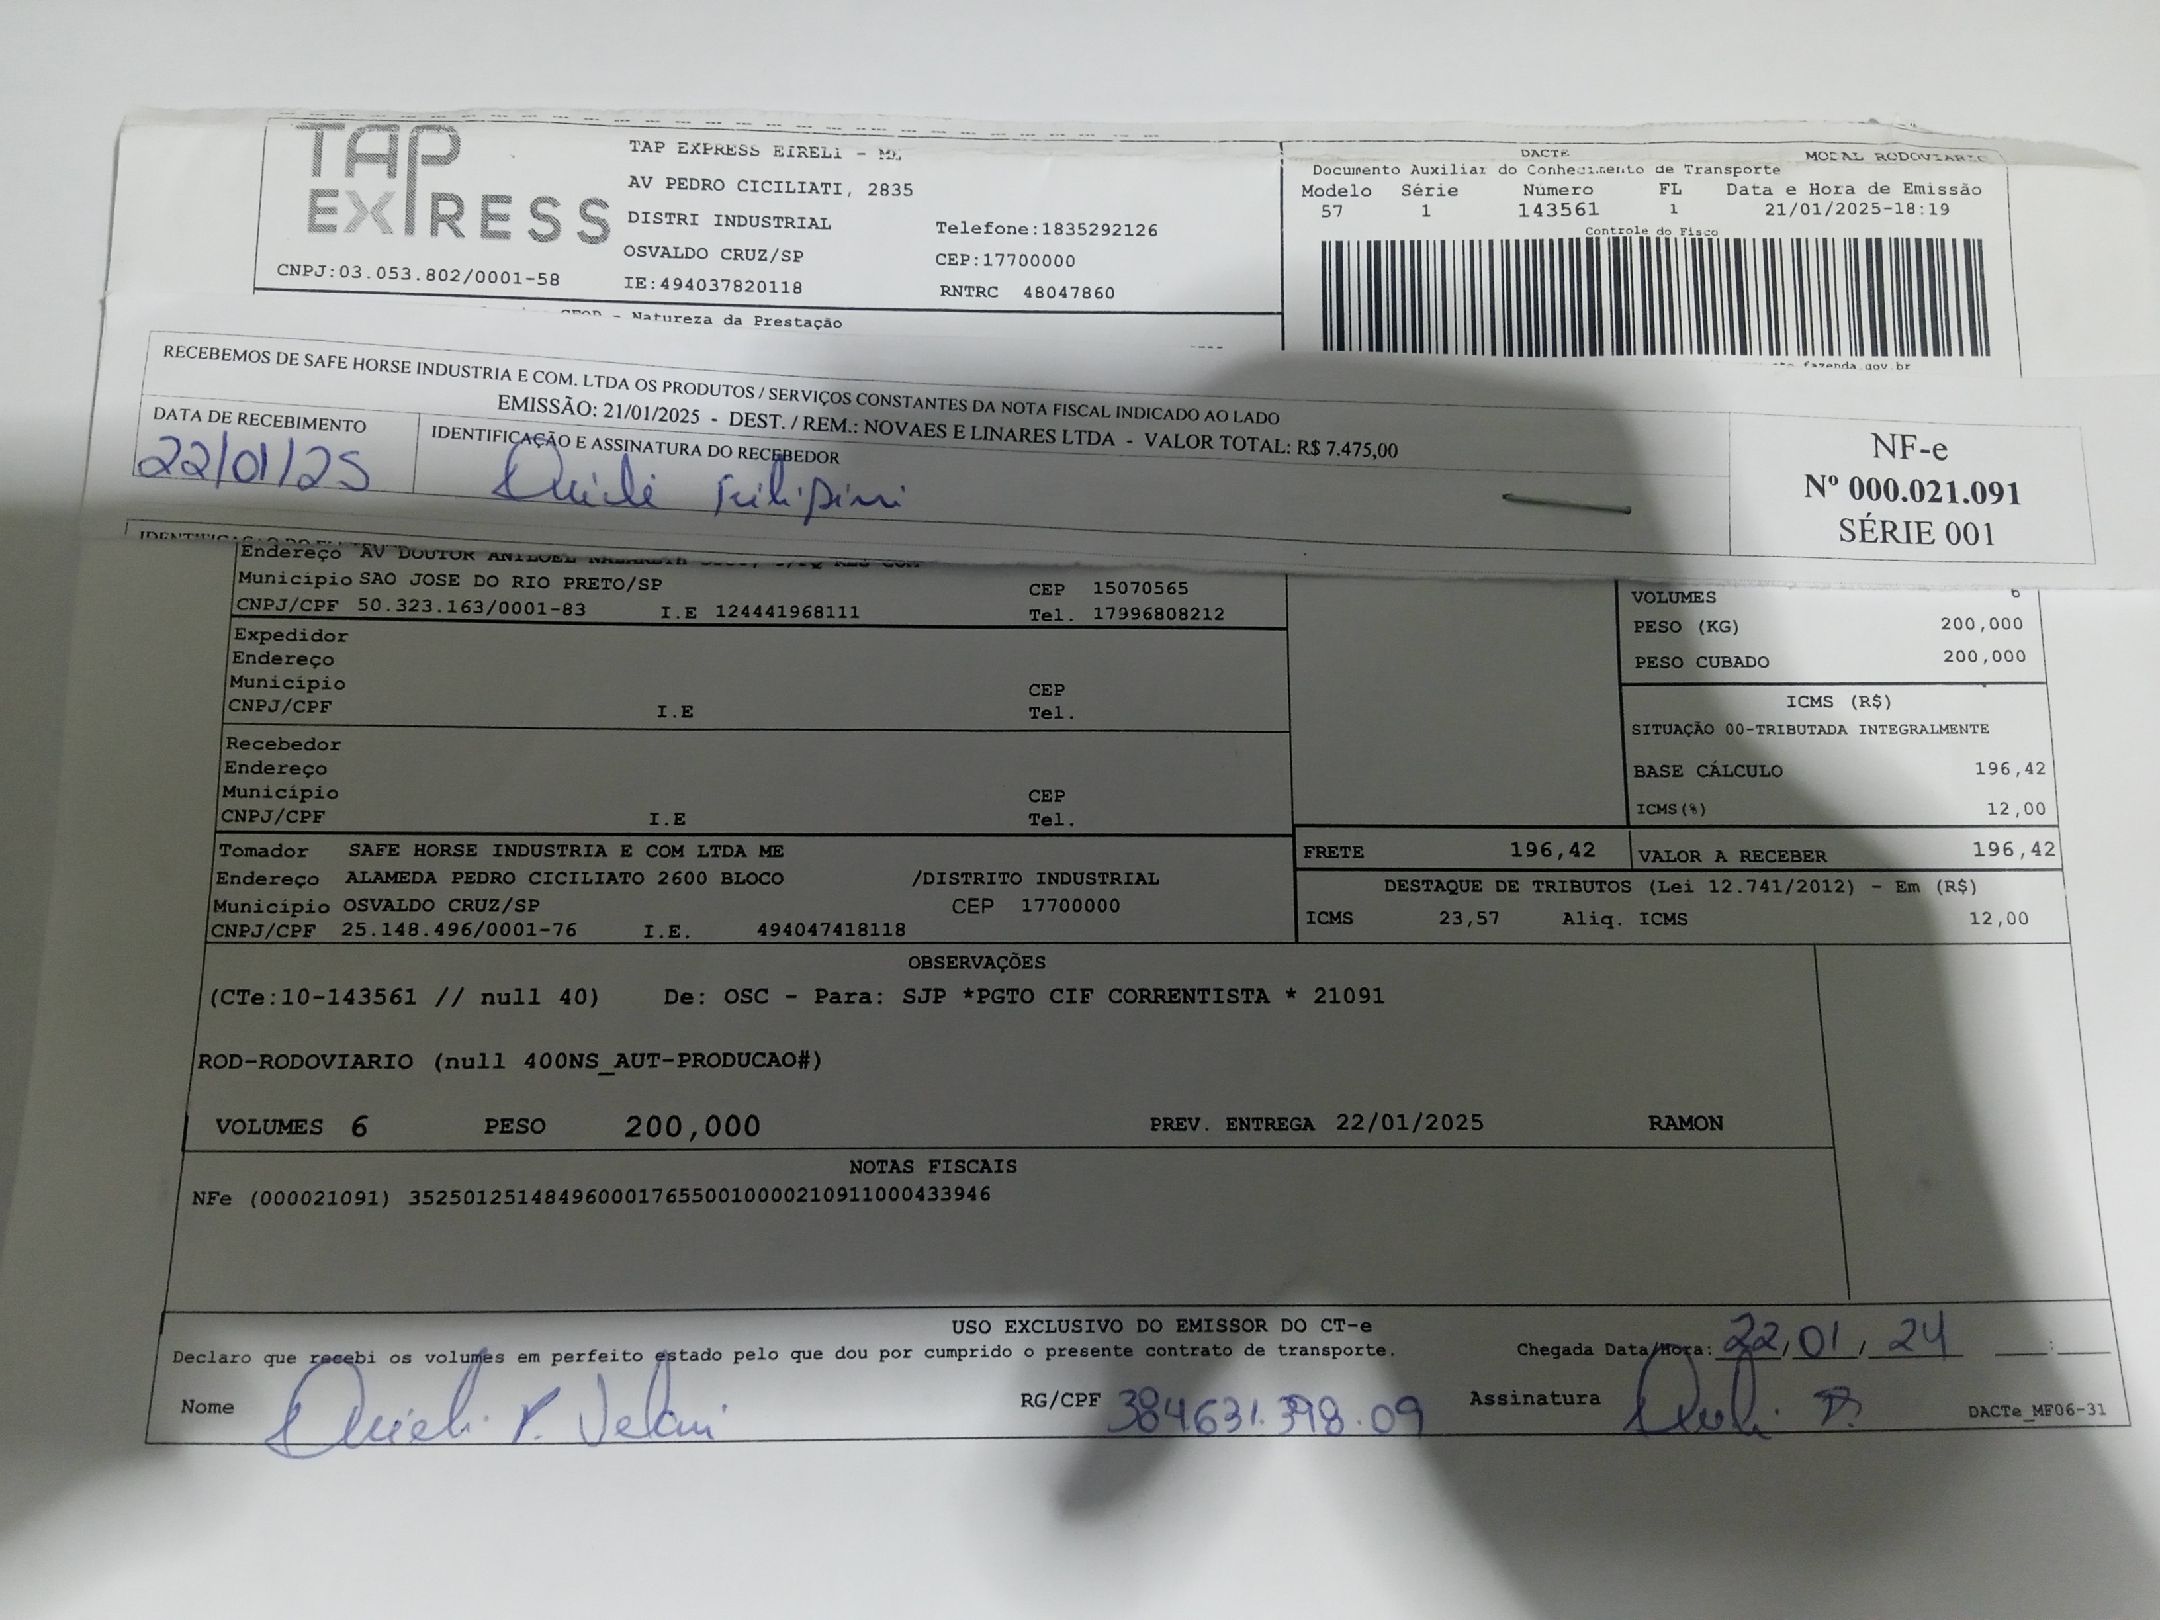 TAP
EXPRESS
TAP EXPRESS EIRELI - ME
AV PEDRO CICILIATI, 2835
DISTRI INDUSTRIAL
Telefone:1835292126
OSVALDO CRUZ/SP
CEP:17700000
CNPJ:03.053.802/0001-58
IE:494037820118
RNTRC 48047860
DACTE
MODAL RODOVIARIO
Documento Auxiliar do Conhecimento de Transporte
Modelo Série Número FL Data e Hora de Emissão
57 1 143561 1 21/01/2025-18:19
Controle do Fisco
CFOP - Natureza da Prestação
fazenda.gov.br
RECEBEMOS DE SAFE HORSE INDUSTRIA E COM. LTDA OS PRODUTOS / SERVIÇOS CONSTANTES DA NOTA FISCAL INDICADO AO LADO
EMISSÃO: 21/01/2025 - DEST. / REM.: NOVAES E LINARES LTDA - VALOR TOTAL: R$ 7.475,00
DATA DE RECEBIMENTO
22/01/25
IDENTIFICAÇÃO E ASSINATURA DO RECEBEDOR
NF-e
Nº 000.021.091
SÉRIE 001
Endereço AV DOUTOR
Município SAO JOSE DO RIO PRETO/SP CEP 15070565
CNPJ/CPF 50.323.163/0001-83 I.E 124441968111 Tel. 17996808212
Expedidor
Endereço
Município CEP
CNPJ/CPF I.E Tel.
Recebedor
Endereço
Município CEP
CNPJ/CPF I.E Tel.
Tomador SAFE HORSE INDUSTRIA E COM LTDA ME
Endereço ALAMEDA PEDRO CICILIATO 2600 BLOCO /DISTRITO INDUSTRIAL
Município OSVALDO CRUZ/SP CEP 17700000
CNPJ/CPF 25.148.496/0001-76 I.E. 494047418118
VOLUMES 6
PESO (KG) 200,000
PESO CUBADO 200,000
ICMS (R$)
SITUAÇÃO 00-TRIBUTADA INTEGRALMENTE
BASE CÁLCULO 196,42
ICMS(%) 12,00
FRETE 196,42 VALOR A RECEBER 196,42
DESTAQUE DE TRIBUTOS (Lei 12.741/2012) - Em (R$)
ICMS 23,57 Aliq. ICMS 12,00
OBSERVAÇÕES
(CTe:10-143561 // null 40) De: OSC - Para: SJP *PGTO CIF CORRENTISTA * 21091
ROD-RODOVIARIO (null 400NS_AUT-PRODUCAO#)
VOLUMES 6 PESO 200,000 PREV. ENTREGA 22/01/2025 RAMON
NOTAS FISCAIS
NFe (000021091) 35250125148496000176550010000210911000433946
USO EXCLUSIVO DO EMISSOR DO CT-e
Declaro que recebi os volumes em perfeito estado pelo que dou por cumprido o presente contrato de transporte.
Chegada Data/Hora: 22/01/24 __:__
Nome
RG/CPF 384631.398.09
Assinatura
DACTe_MF06-31